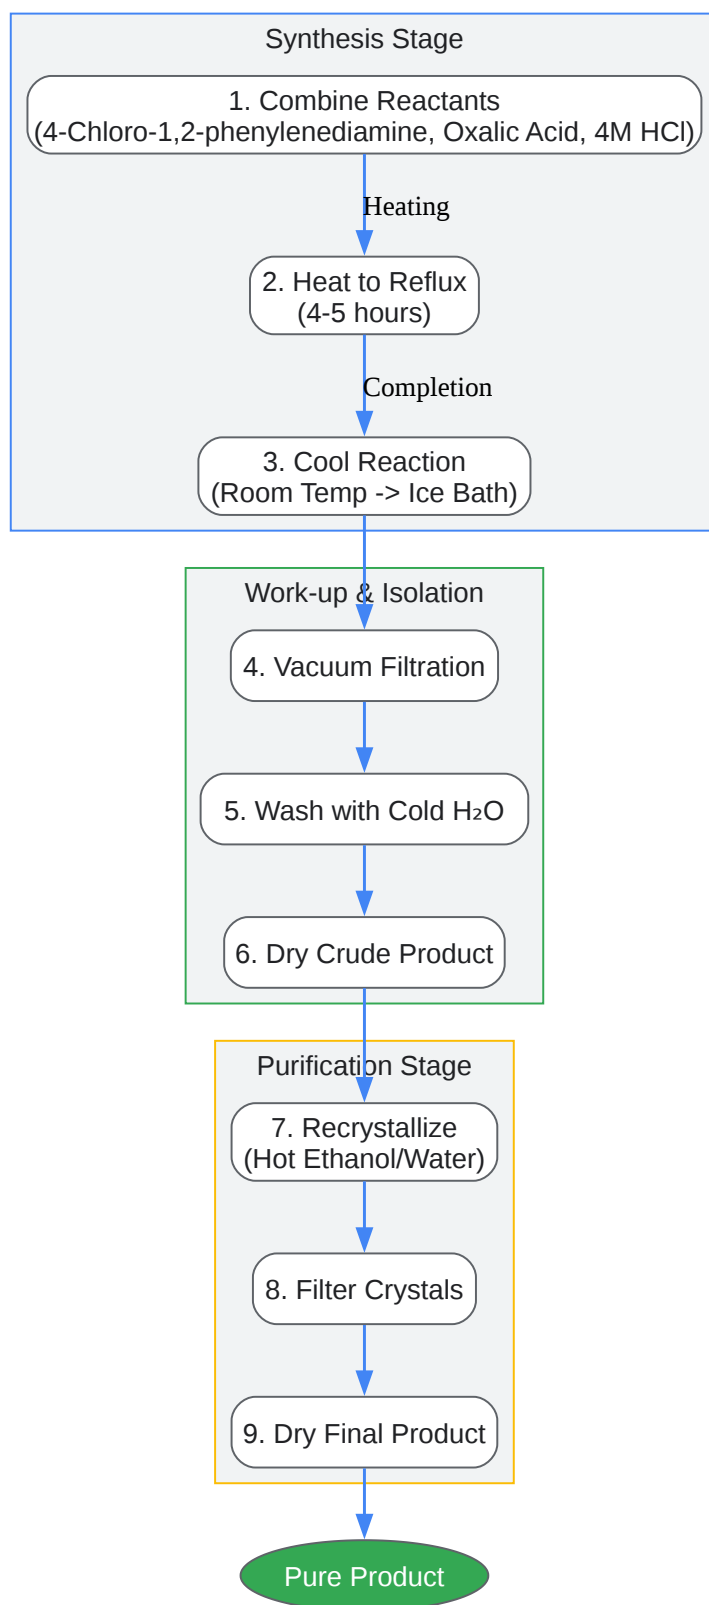 Synthesis Stage
1. Combine Reactants
(4-Chloro-1,2-phenylenediamine, Oxalic Acid, 4M HCl)
Heating
2. Heat to Reflux
(4-5 hours)
Completion
3. Cool Reaction
(Room Temp -> Ice Bath)
Work-up & Isolation
4. Vacuum Filtration
5. Wash with Cold H₂O
6. Dry Crude Product
Purification Stage
7. Recrystallize
(Hot Ethanol/Water)
8. Filter Crystals
9. Dry Final Product
Pure Product